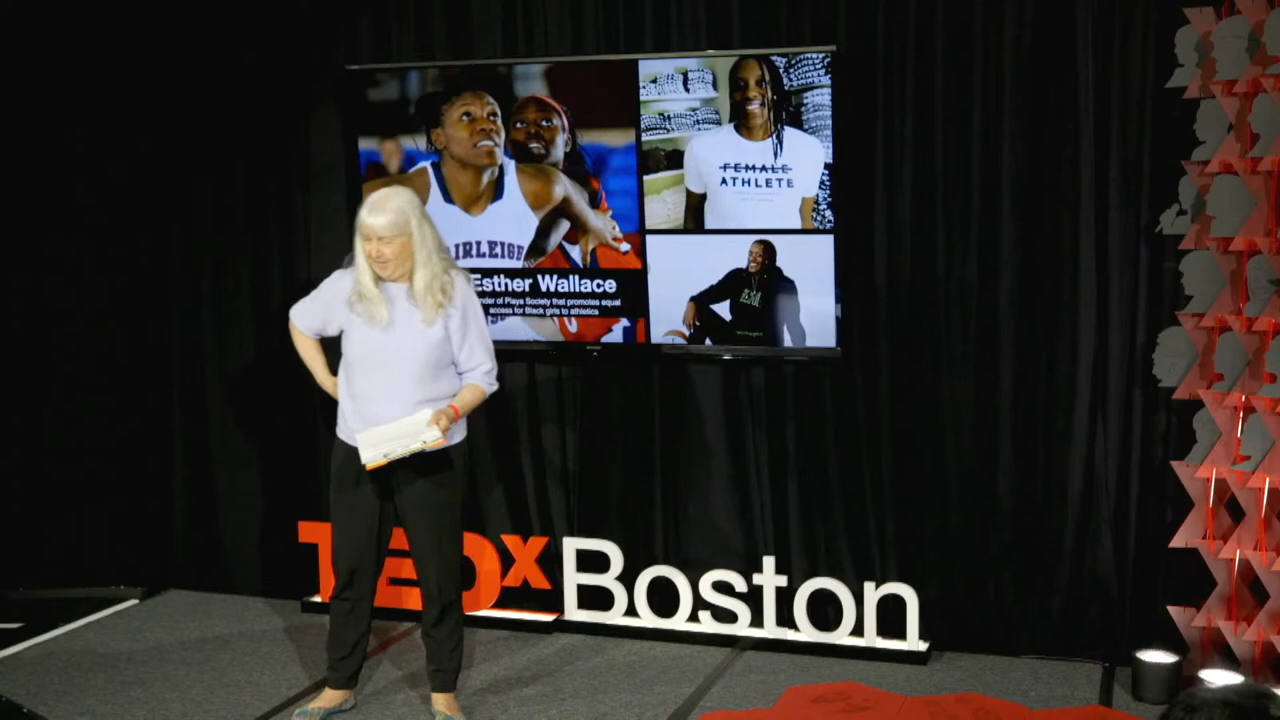 FEMALE
ATHLETE
AIRLEIGH
Esther Wallace
nder of Playa Society that promotes equal
access for Black girls to athletics
TEDx Boston